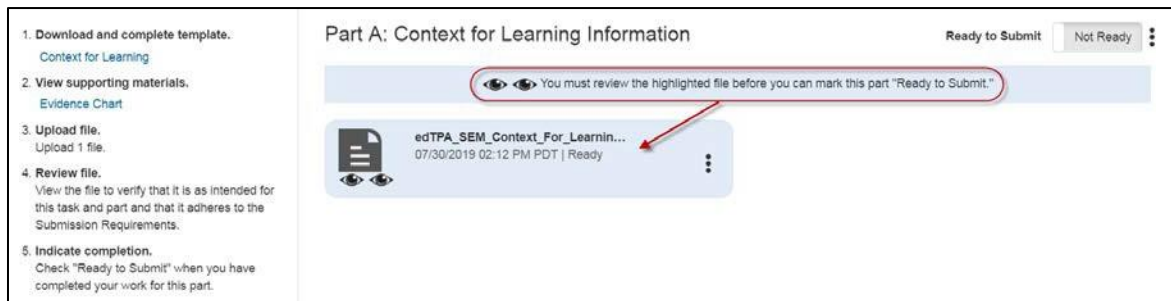 1. Download and complete template.
Context for Learning
2. View supporting materials.
Evidence Chart
3. Upload file.
Upload 1 file.
4. Review file.
View the file to verify that it is as intended for
this task and part and that it adheres to the
Submission Requirements.
5. Indicate completion.
Check "Ready to Submit" when you have
completed your work for this part.
Part A: Context for Learning Information
Ready to Submit
Not Ready
You must review the highlighted file before you can mark this part "Ready to Submit."
edTPA_SEM_Context_For_Learnin...
07/30/2019 02:12 PM PDT | Ready